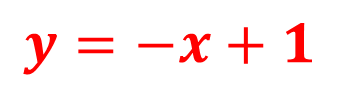 y = −x + 1